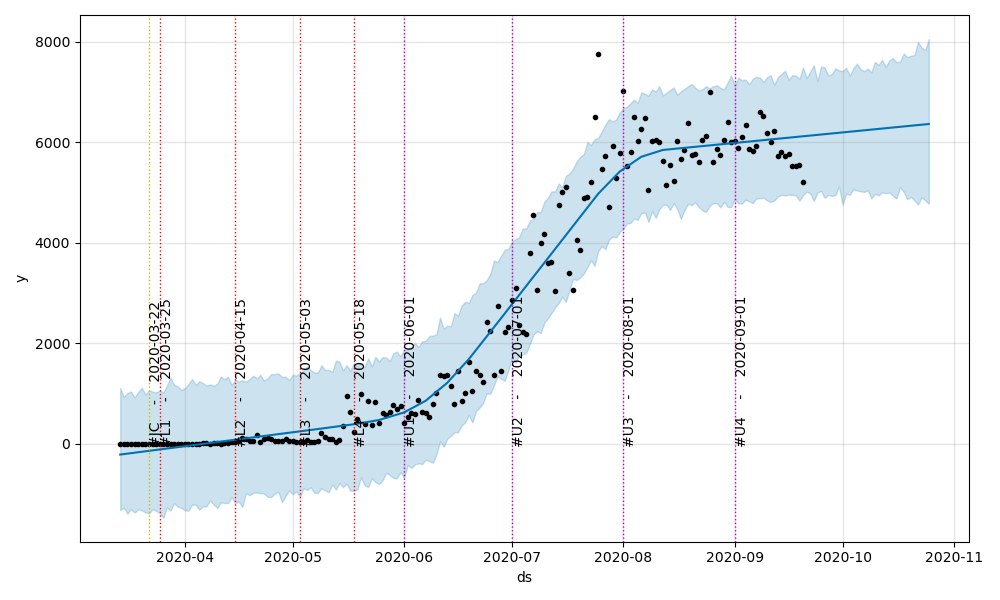 8000
6000
4000
2000
0
y
#JC - 2020-03-22
#L1 - 2020-03-25
#L2 - 2020-04-15
#L3 - 2020-05-03
#L4 - 2020-05-18
#U1 - 2020-06-01
#U2 - 2020-07-01
#U3 - 2020-08-01
#U4 - 2020-09-01
2020-04 2020-05 2020-06 2020-07 2020-08 2020-09 2020-10 2020-11
ds